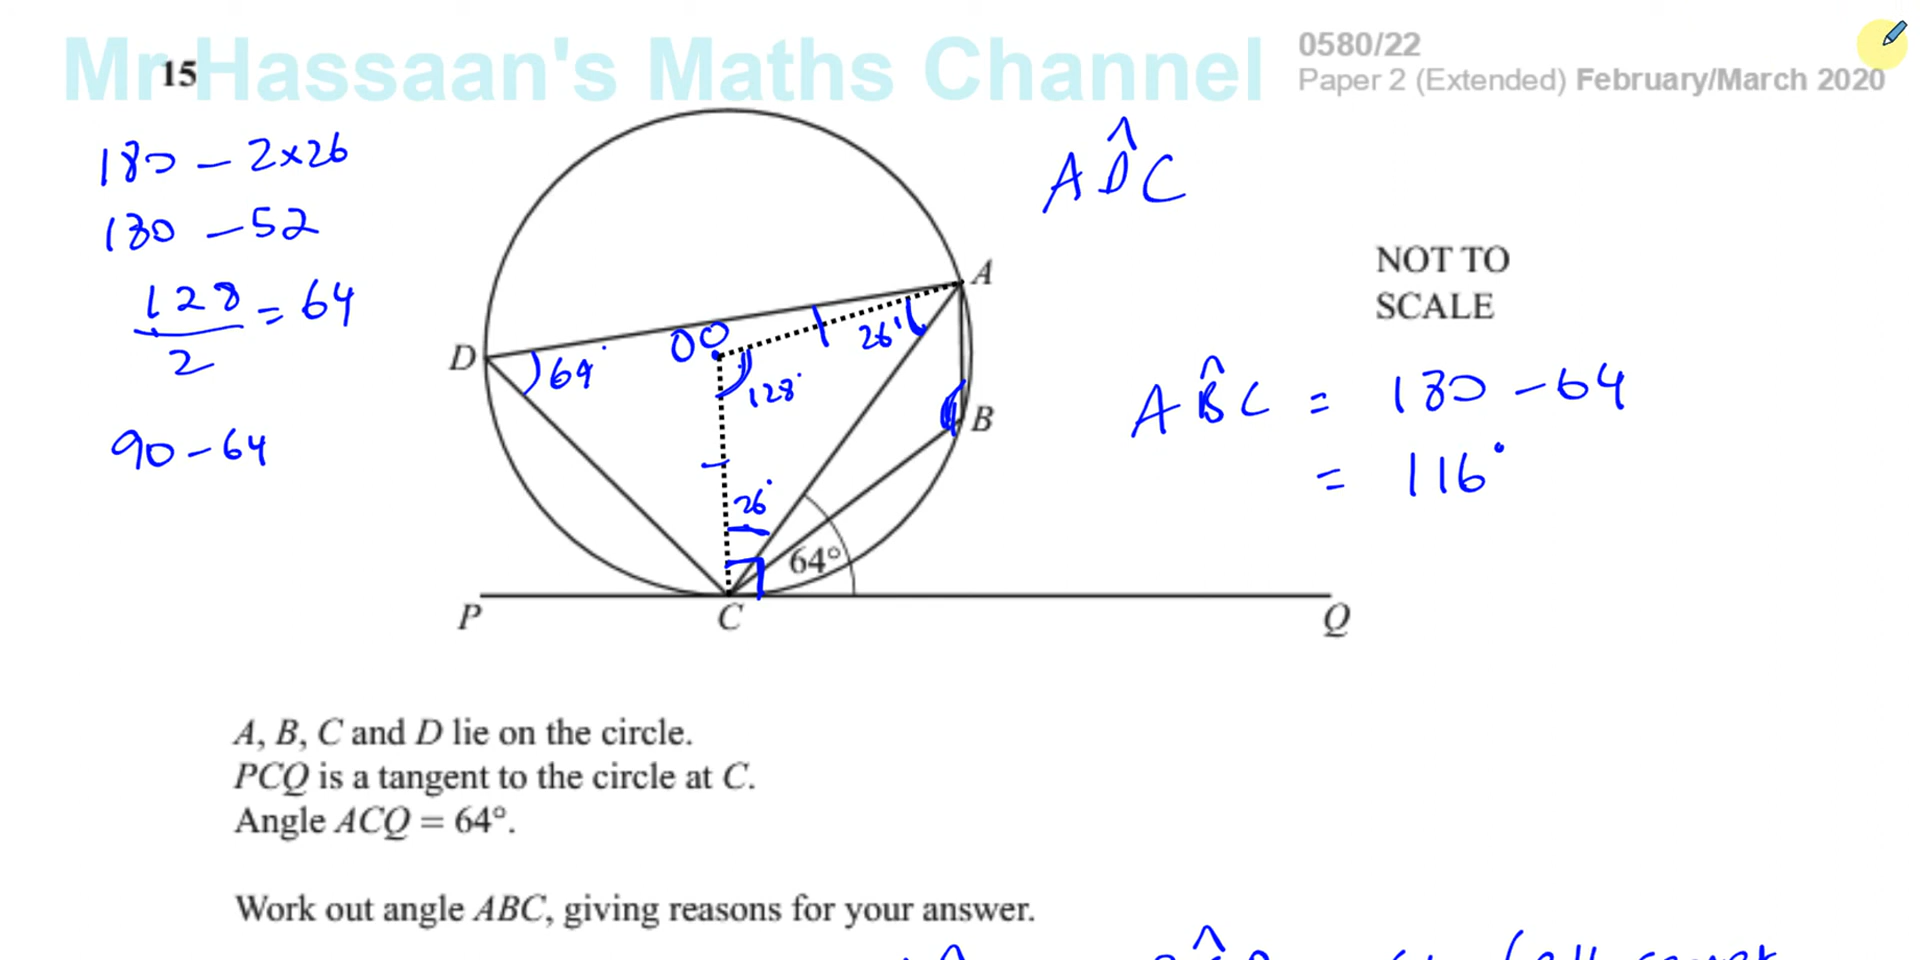 Mr Hassaan's Maths Channel
0580/22
Paper 2 (Extended) February/March 2020
15
180 - 2×26
180 - 52
128/2 = 64
90 - 64
AD̂C
NOT TO
SCALE
A
D
O
64°
26°
128°
B
26°
64°
P
C
Q
AB̂C = 180 - 64
= 116°
A, B, C and D lie on the circle.
PCQ is a tangent to the circle at C.
Angle ACQ = 64°.
Work out angle ABC, giving reasons for your answer.